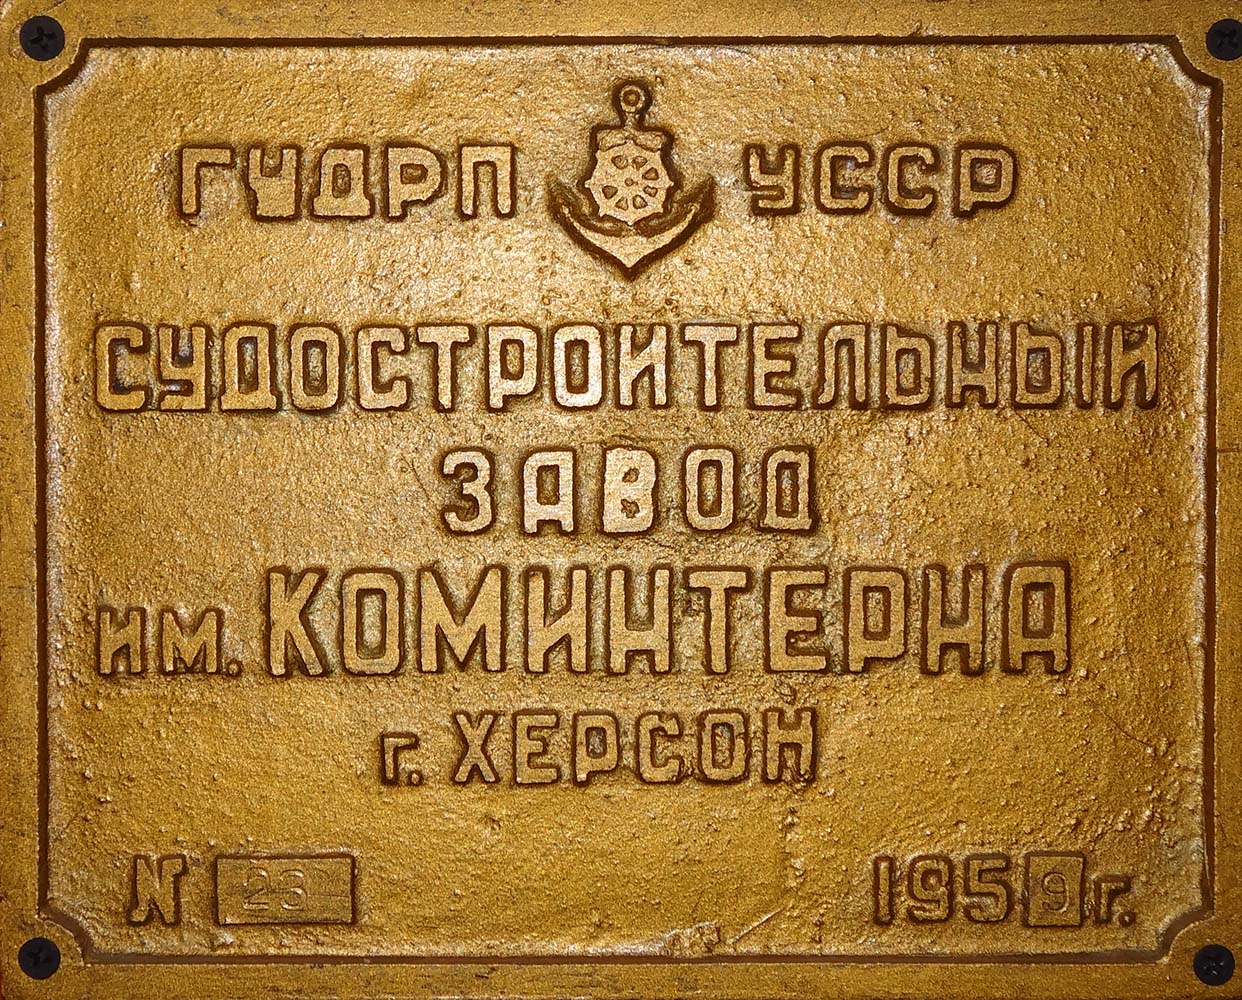 ГУДРП УССР
СУДОСТРОИТЕЛЬНЫЙ
ЗАВОД
им. КОМИНТЕРНА
г. ХЕРСОН
N 23 1959 г.